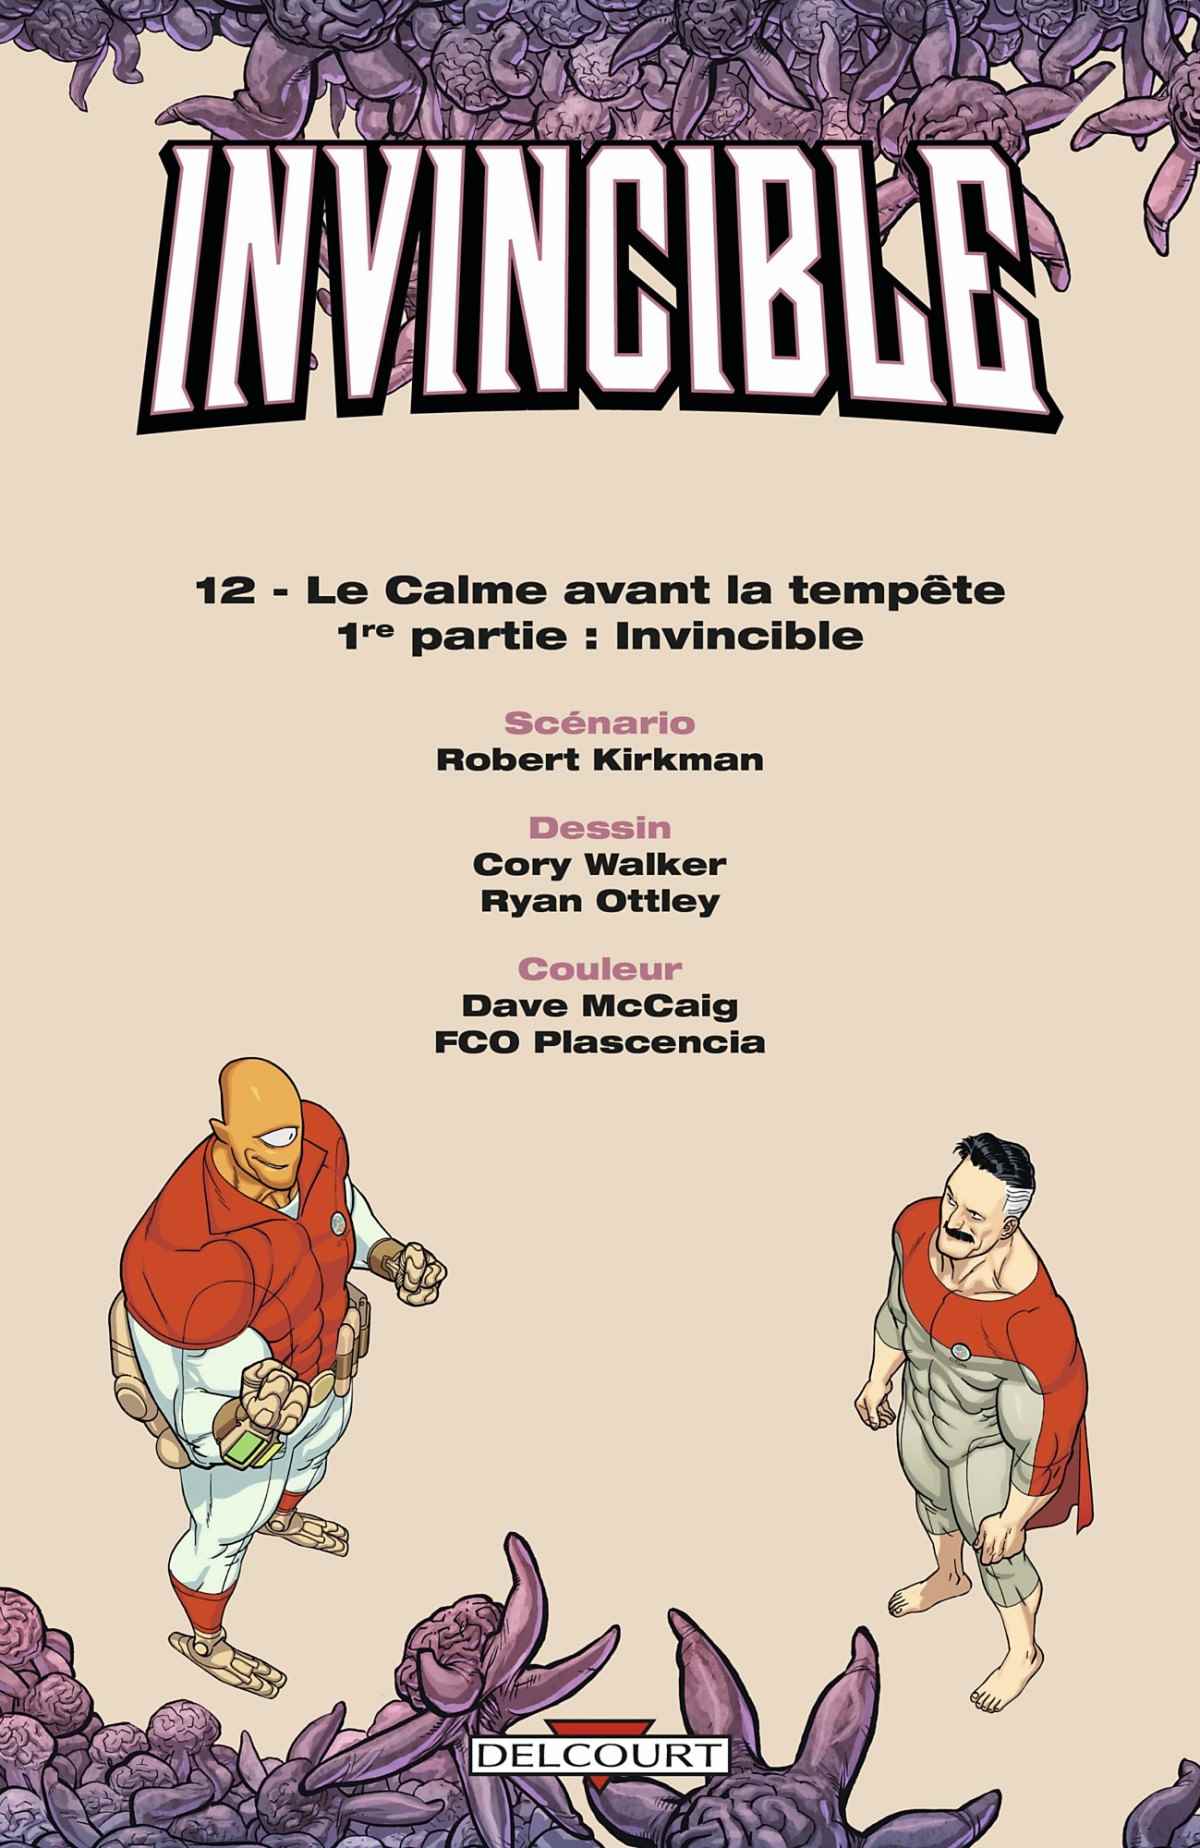 INVINCIBLE
12 - Le Calme avant la tempête
1re partie : Invincible
Scénario
Robert Kirkman
Dessin
Cory Walker
Ryan Ottley
Couleur
Dave McCaig
FCO Plascencia
DELCOURT